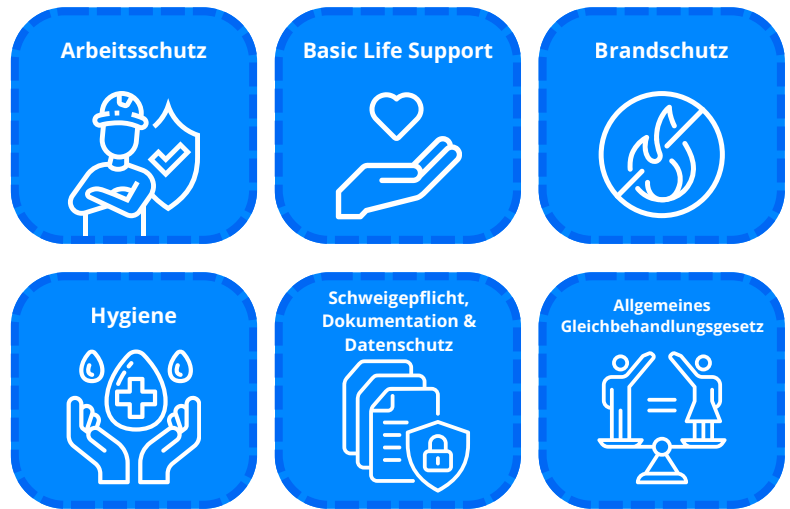 Arbeitsschutz
Basic Life Support
Brandschutz
Hygiene
Schweigepflicht,
Dokumentation &
Datenschutz
Allgemeines
Gleichbehandlungsgesetz